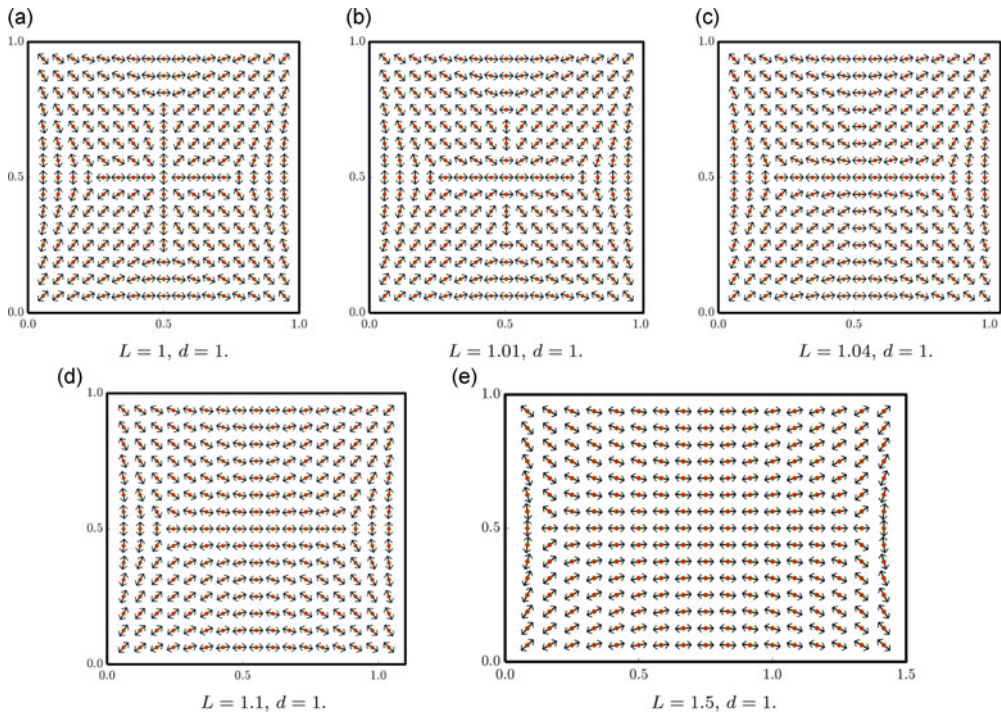 (a) (b) (c)
1.0 1.0 1.0
0.5 0.5 0.5
0.0 0.0 0.0
0.0 0.5 1.0 0.0 0.5 1.0 0.0 0.5 1.0
L = 1, d = 1. L = 1.01, d = 1. L = 1.04, d = 1.
(d) (e)
1.0 1.0
0.5 0.5
0.0 0.0
0.0 0.5 1.0 0.0 0.5 1.0 1.5
L = 1.1, d = 1. L = 1.5, d = 1.